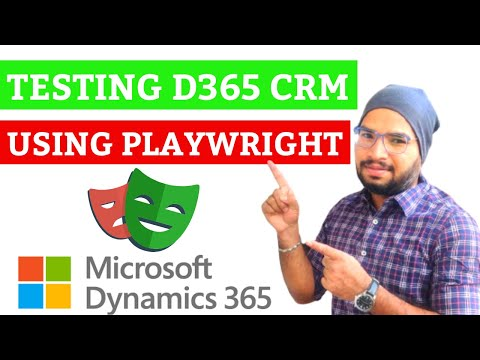 TESTING D365 CRM
USING PLAYWRIGHT
Microsoft
Dynamics 365